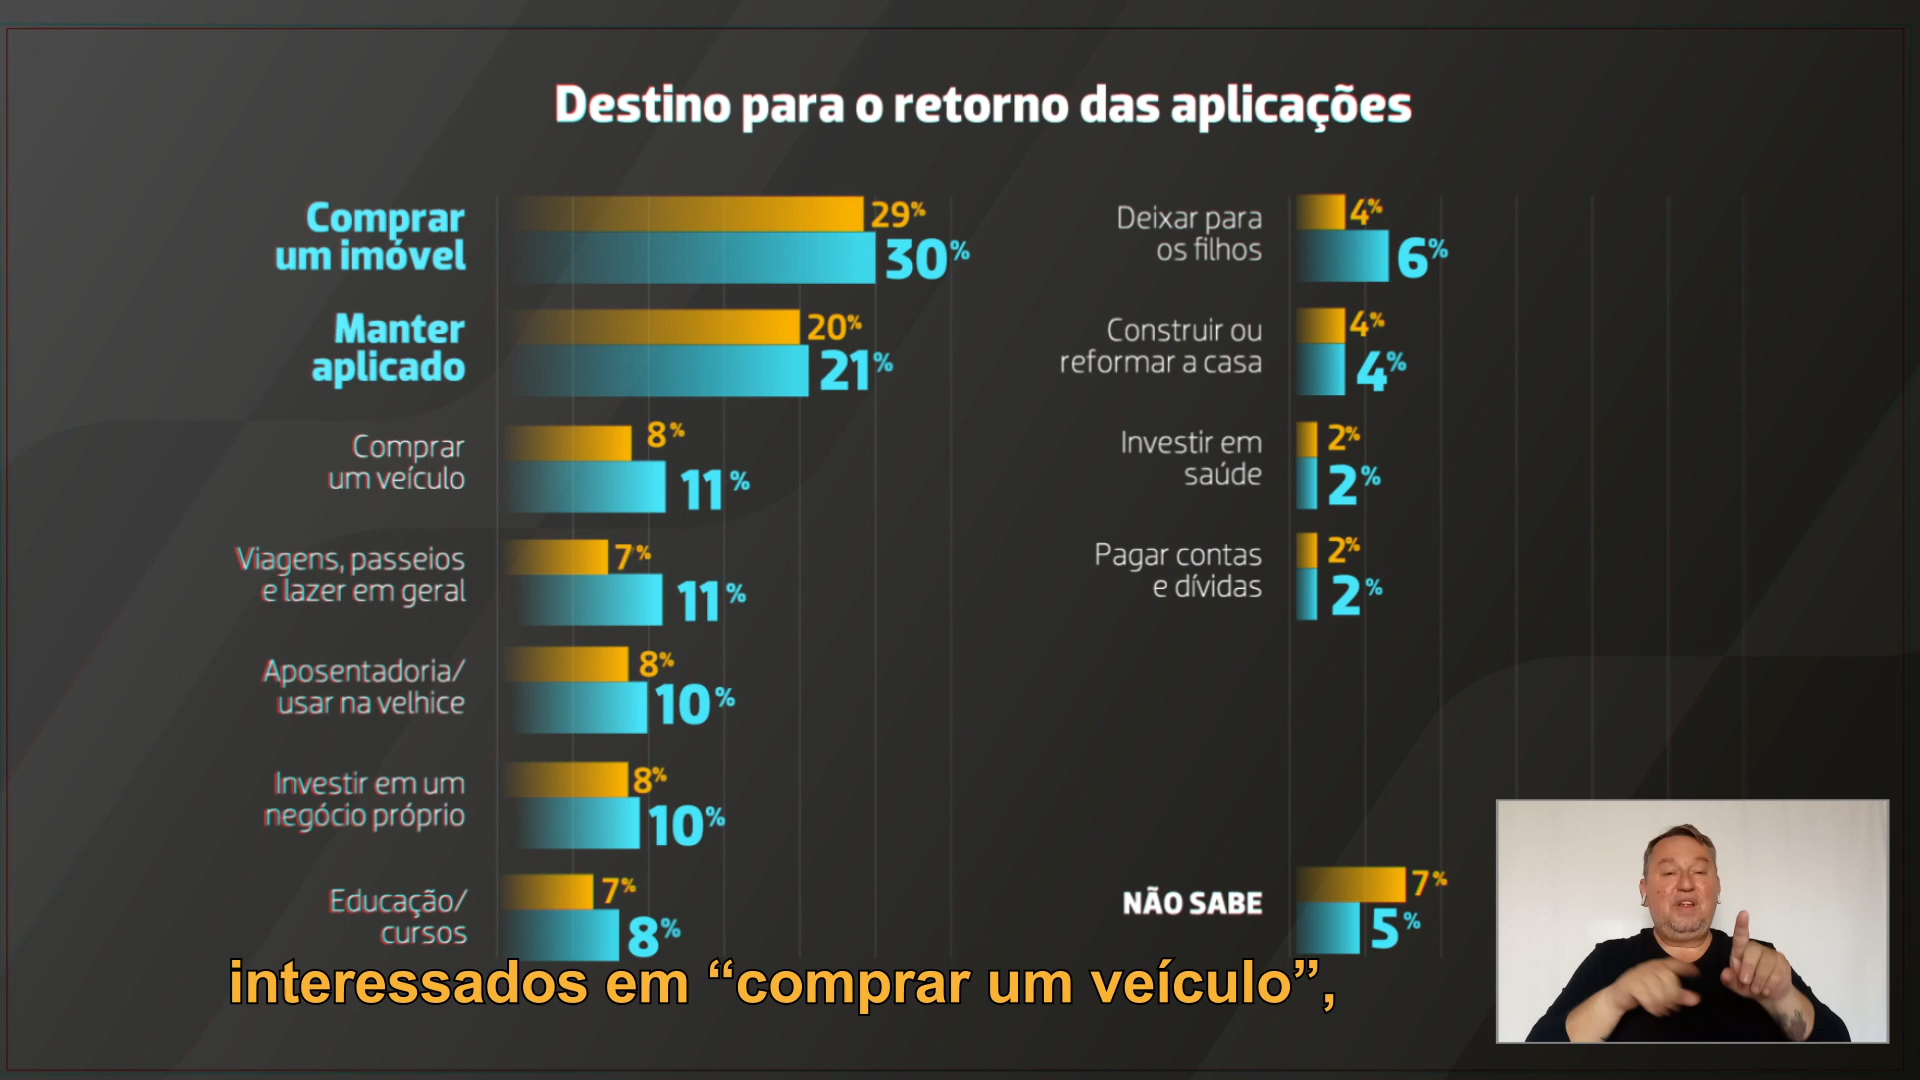 Destino para o retorno das aplicações
Comprar
um imóvel
29%
30%
Manter
aplicado
20%
21%
Comprar
um veículo
8%
11%
Viagens, passeios
e lazer em geral
7%
11%
Aposentadoria/
usar na velhice
8%
10%
Investir em um
negócio próprio
8%
10%
Educação/
cursos
7%
8%
Deixar para
os filhos
4%
6%
Construir ou
reformar a casa
4%
4%
Investir em
saúde
2%
2%
Pagar contas
e dívidas
2%
2%
NÃO SABE
7%
5%
interessados em “comprar um veículo”,